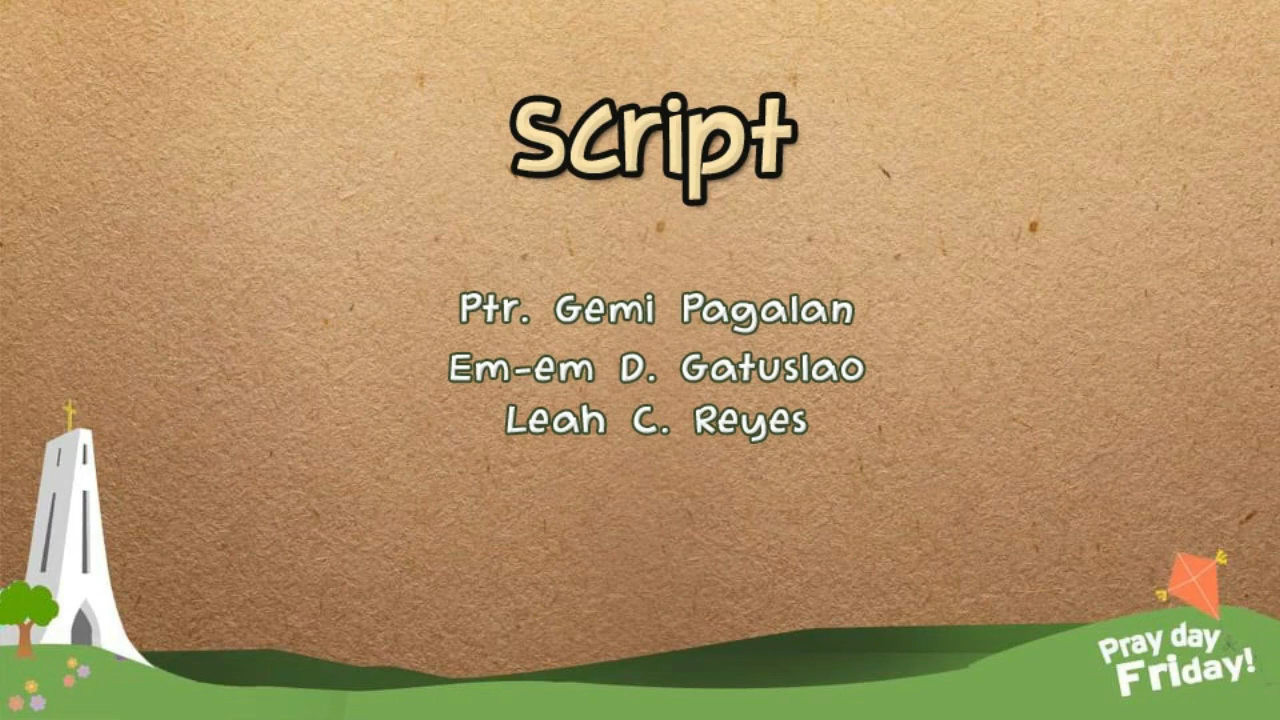 Script
Ptr. Gemi Pagalan
Em-em D. Gatuslao
Leah C. Reyes
Pray day
Friday!